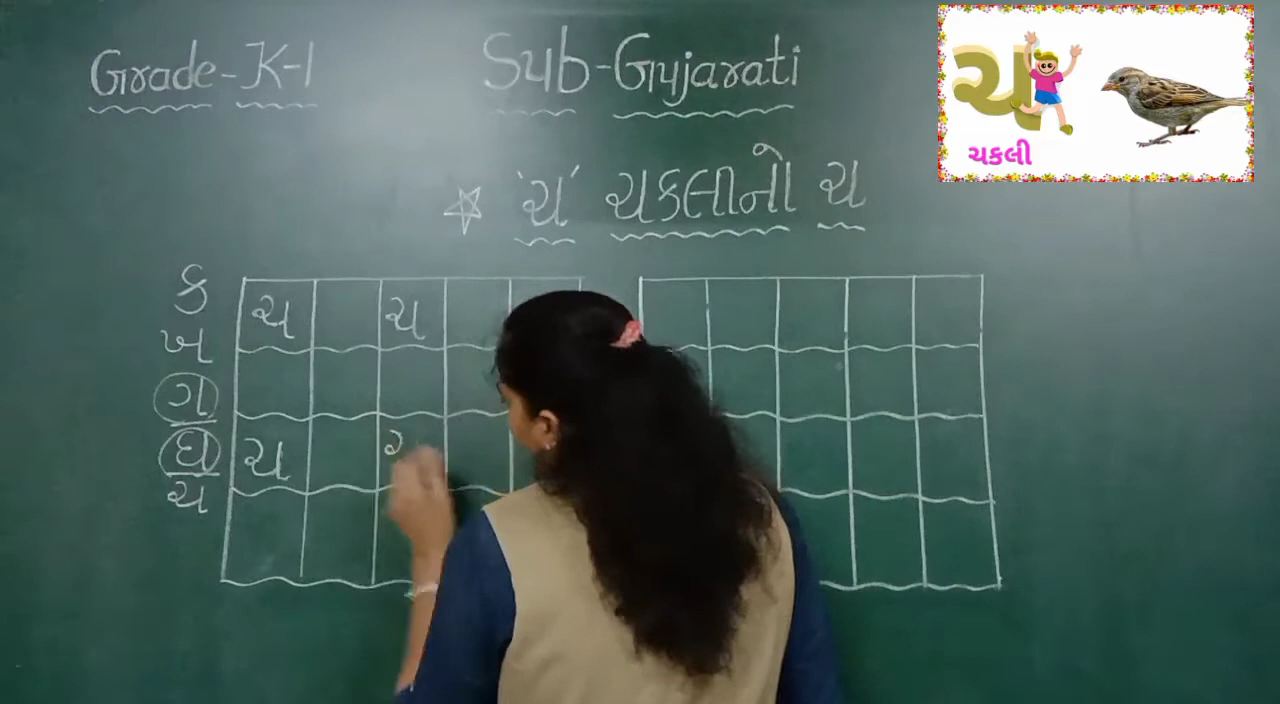 Grade-K-1 Sub-Gujarati
'ચ' ચકલીનો ચ
ચ
ચકલી
ક
ખ
ગ
ઘ
ચ
ચ ચ
ચ